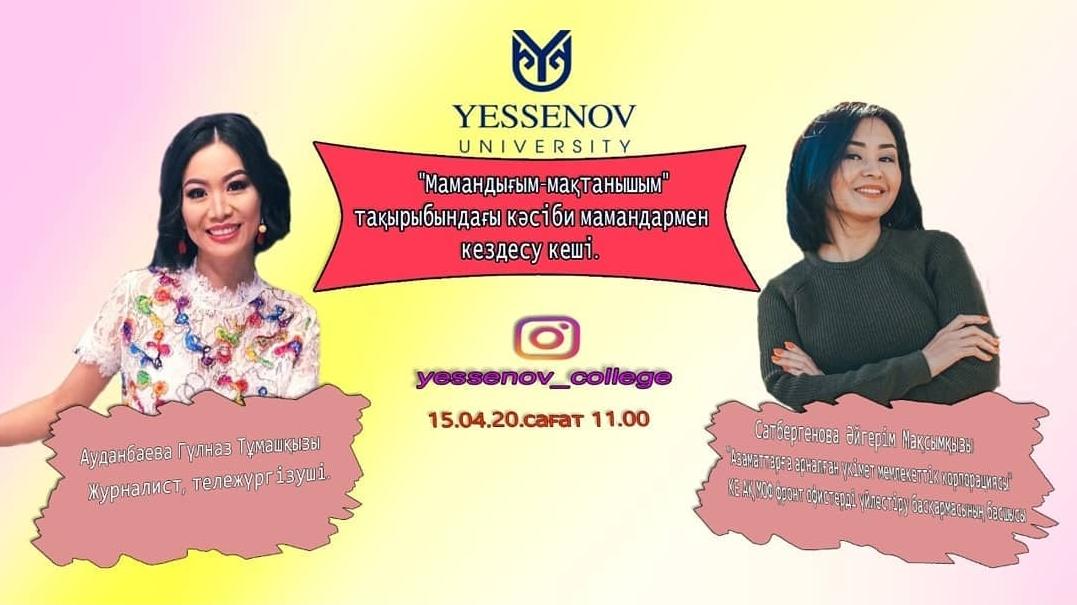 YESSENOV
UNIVERSITY
"Мамандығым-мақтанышым"
тақырыбындағы кәсіби мамандармен
кездесу кеші.
yessenov_college
15.04.20.сағат 11.00
Ауданбаева Гүлназ Тұмашқызы
Журналист, тележүргізуші.
Сатбергенова Әйгерім Мақсымқызы
"Азаматтарға арналған үкімет мемлекеттік корпорациясы"
КЕ АҚ МОФ фронт офистерді үйлестіру басқармасының басшысы